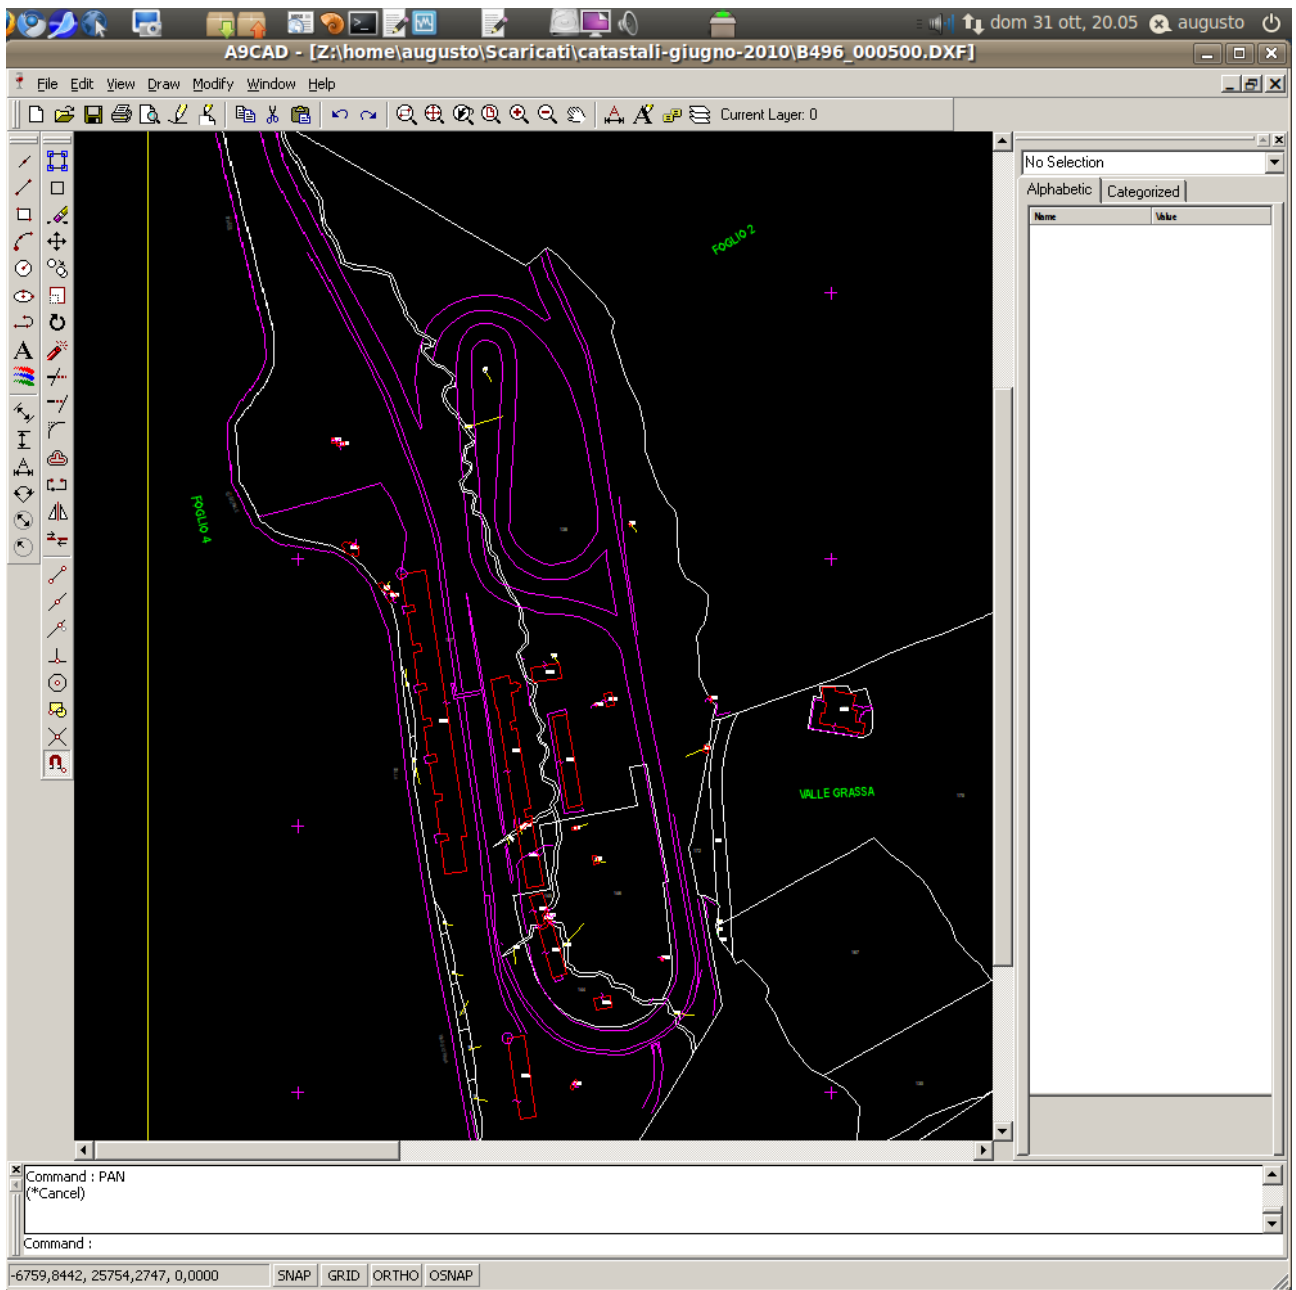 dom 31 ott, 20.05 augusto
A9CAD - [Z:\home\augusto\Scaricati\catastali-giugno-2010\B496_000500.DXF]
File Edit View Draw Modify Window Help
Current Layer: 0
No Selection
Alphabetic Categorized
Name Value
FOGLIO 2
FOGLIO 4
VALLE GRASSA
Command : PAN
(*Cancel)
Command :
-6759,8442, 25754,2747, 0,0000 SNAP GRID ORTHO OSNAP